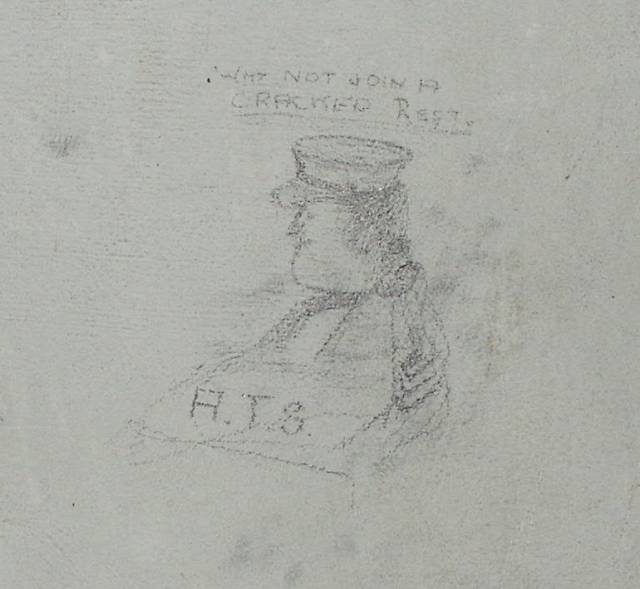 "WHY NOT JOIN A
CRACKED REGT.
H.T.S.